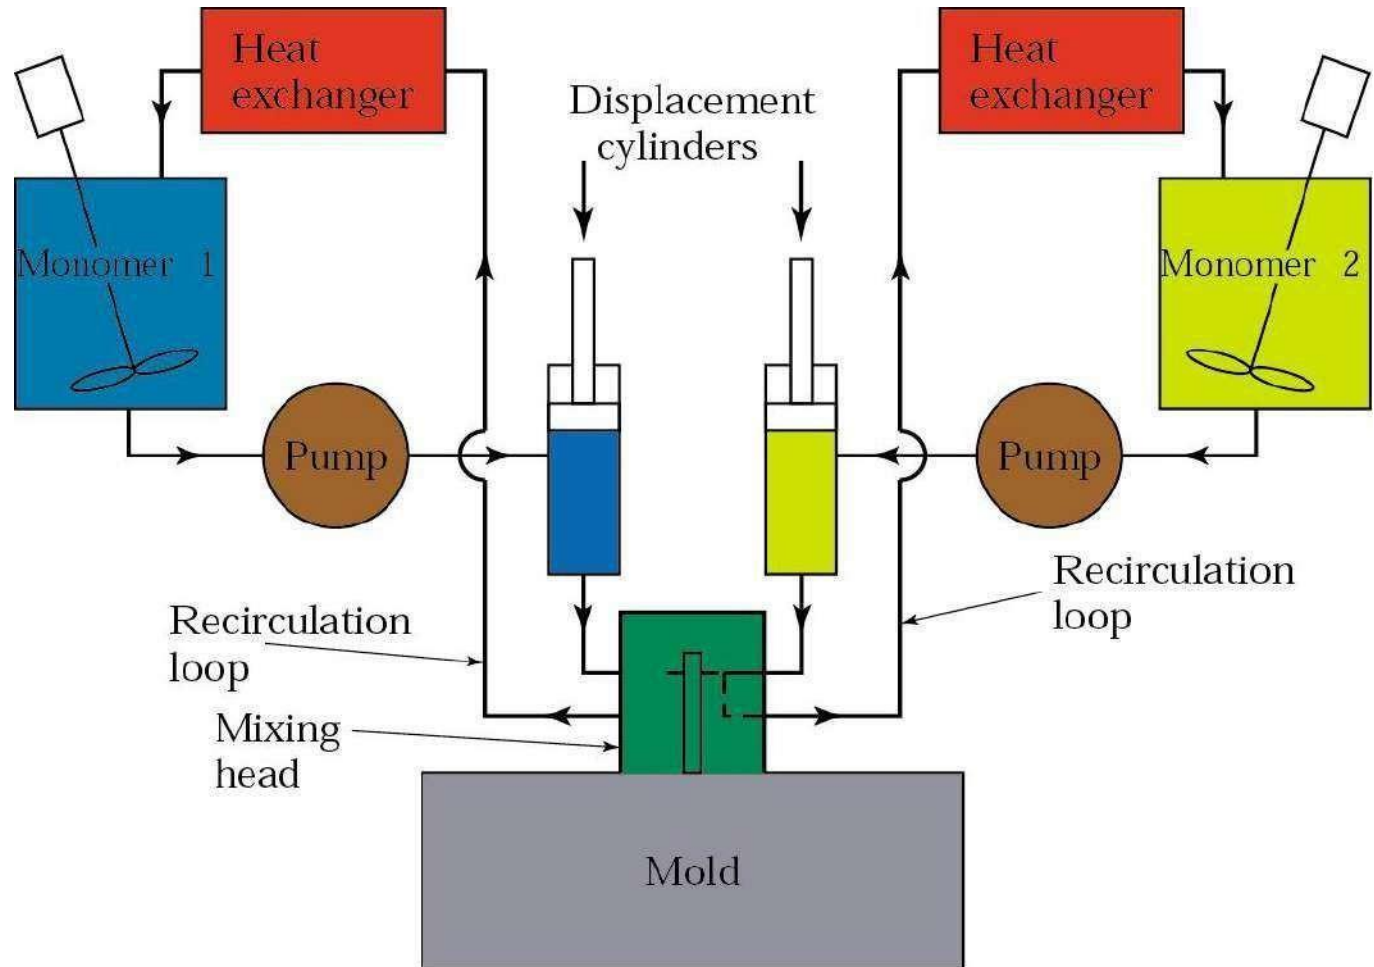 Heat
exchanger
Displacement
cylinders
Heat
exchanger
Monomer 1
Monomer 2
Pump
Pump
Recirculation
loop
Recirculation
loop
Mixing
head
Mold